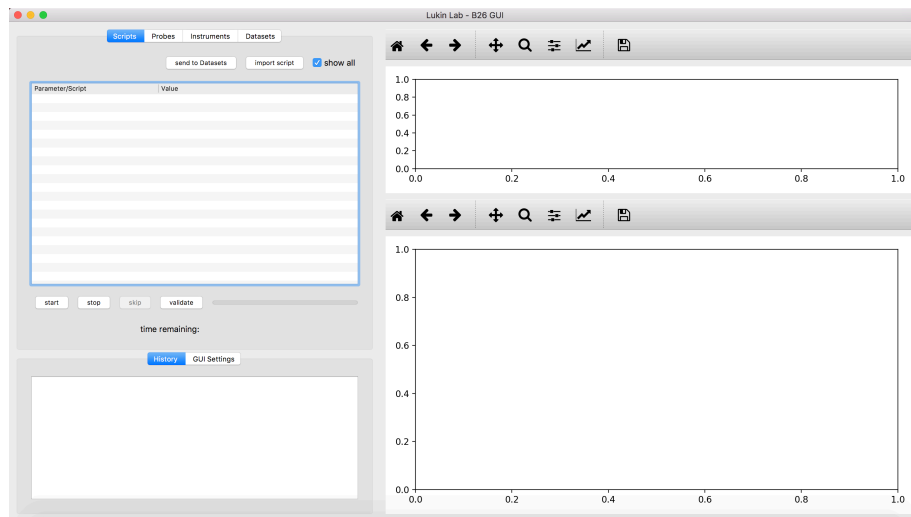 Lukin Lab - B26 GUI
Scripts Probes Instruments Datasets
send to Datasets import script show all
Parameter/Script Value
start stop skip validate
time remaining:
History GUI Settings
1.0
0.8
0.6
0.4
0.2
0.0
0.0 0.2 0.4 0.6 0.8 1.0
1.0
0.8
0.6
0.4
0.2
0.0
0.0 0.2 0.4 0.6 0.8 1.0